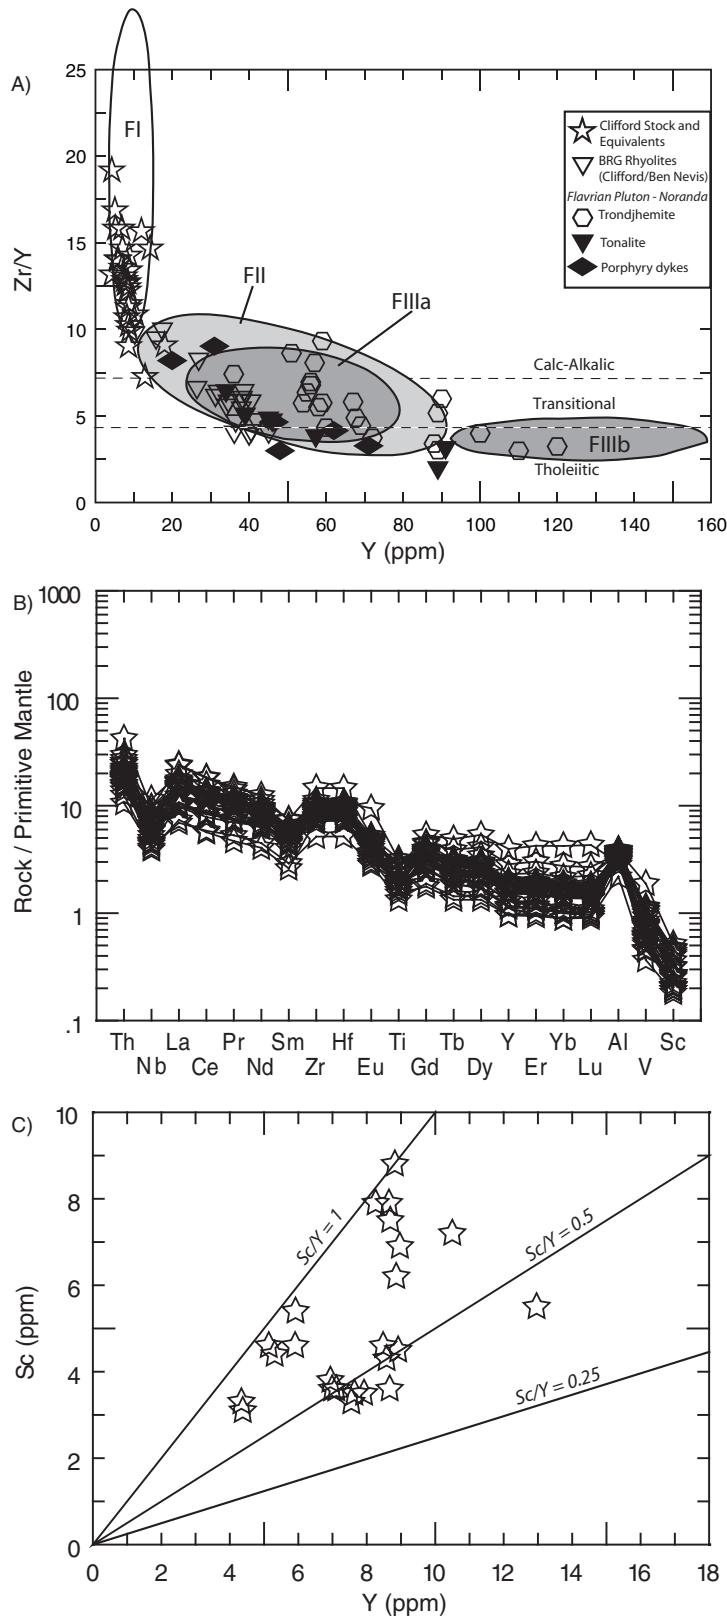 A)
25
20
15
10
5
0
Zr/Y
FI
FII
FIIIa
FIIIb
Clifford Stock and
Equivalents
BRG Rhyolites
(Clifford/Ben Nevis)
Flavrian Pluton - Noranda
Trondjhemite
Tonalite
Porphyry dykes
Calc-Alkalic
Transitional
Tholeiitic
0 20 40 60 80 100 120 140 160
Y (ppm)
B)
1000
100
10
1
.1
Rock / Primitive Mantle
Th La Pr Sm Hf Ti Tb Y Yb Al Sc
Nb Ce Nd Zr Eu Gd Dy Er Lu V
C)
10
8
6
4
2
0
Sc (ppm)
Sc/Y = 1
Sc/Y = 0.5
Sc/Y = 0.25
0 2 4 6 8 10 12 14 16 18
Y (ppm)